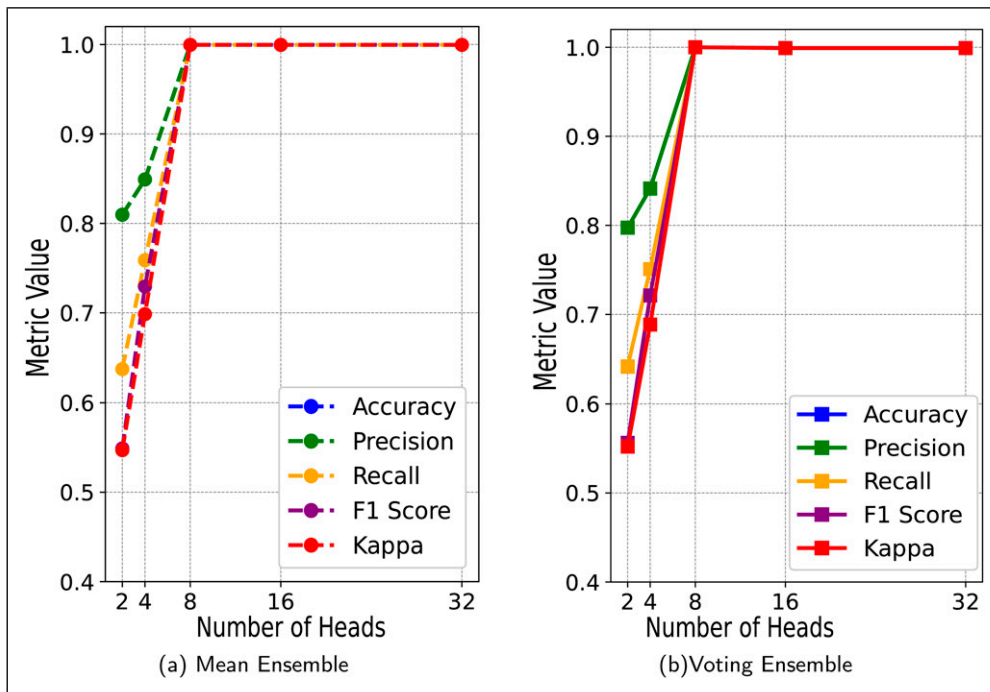 1.0
0.9
0.8
0.7
0.6
0.5
0.4
Metric Value
Accuracy
Precision
Recall
F1 Score
Kappa
2 4 8 16 32
Number of Heads
(a) Mean Ensemble
1.0
0.9
0.8
0.7
0.6
0.5
0.4
Metric Value
Accuracy
Precision
Recall
F1 Score
Kappa
2 4 8 16 32
Number of Heads
(b)Voting Ensemble